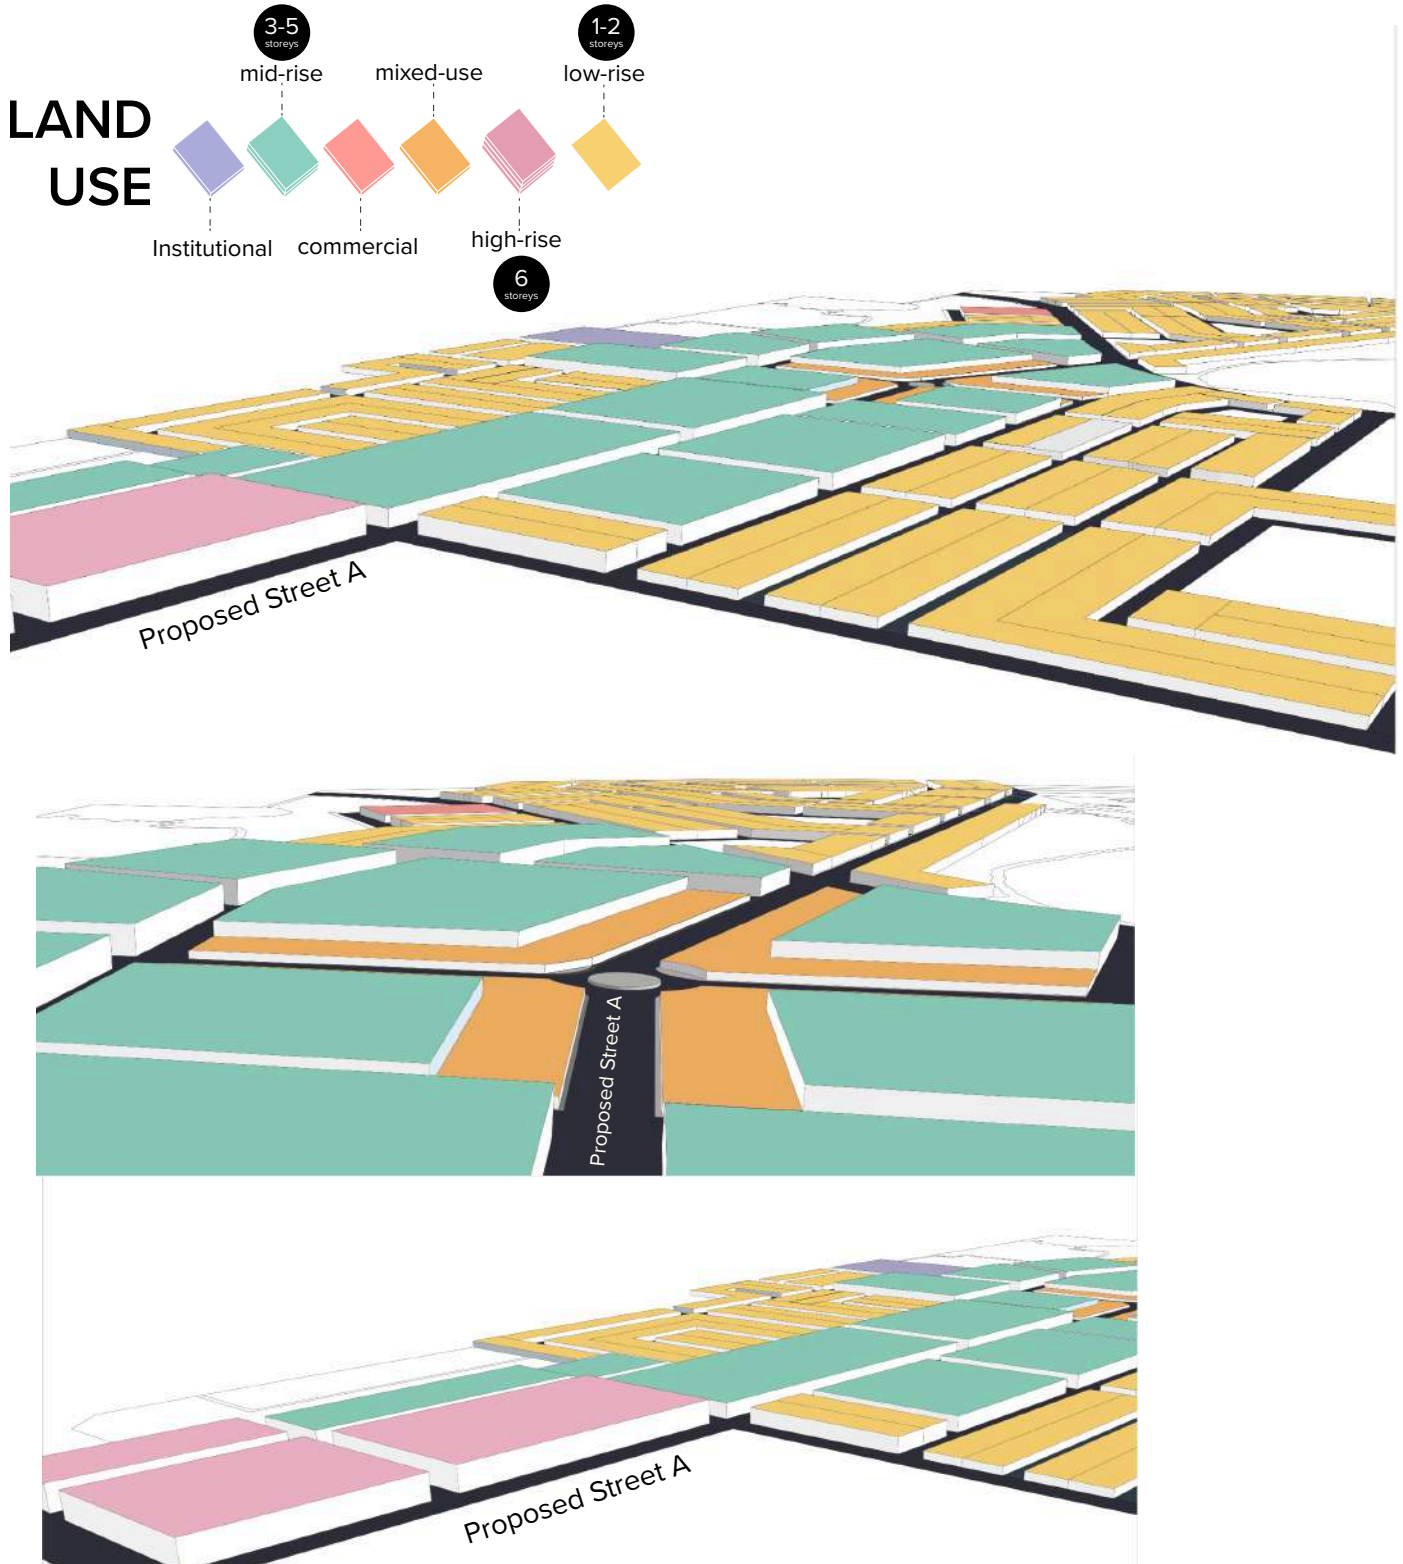 3-5
storeys
mid-rise
mixed-use
1-2
storeys
low-rise
LAND
USE
Institutional
commercial
high-rise
6
storeys
Proposed Street A
Proposed Street A
Proposed Street A